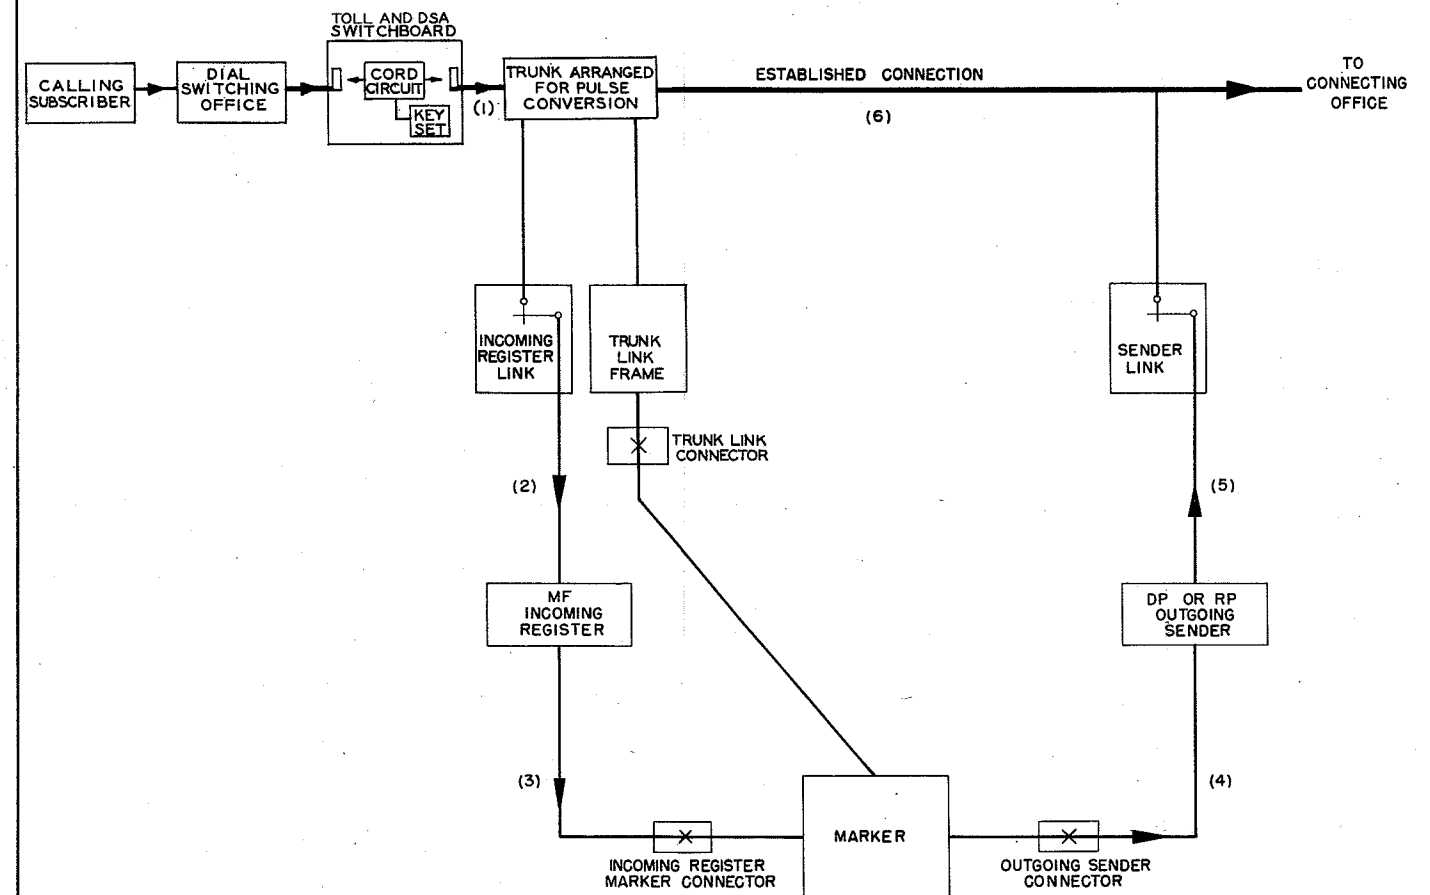 TOLL AND DSA
SWITCHBOARD
CALLING
SUBSCRIBER
DIAL
SWITCHING
OFFICE
CORD
CIRCUIT
KEY
SET
(1)
TRUNK ARRANGED
FOR PULSE
CONVERSION
ESTABLISHED CONNECTION
(6)
TO
CONNECTING
OFFICE
INCOMING
REGISTER
LINK
TRUNK
LINK
FRAME
SENDER
LINK
TRUNK LINK
CONNECTOR
(2)
(5)
MF
INCOMING
REGISTER
DP OR RP
OUTGOING
SENDER
(3)
(4)
MARKER
INCOMING REGISTER
MARKER CONNECTOR
OUTGOING SENDER
CONNECTOR